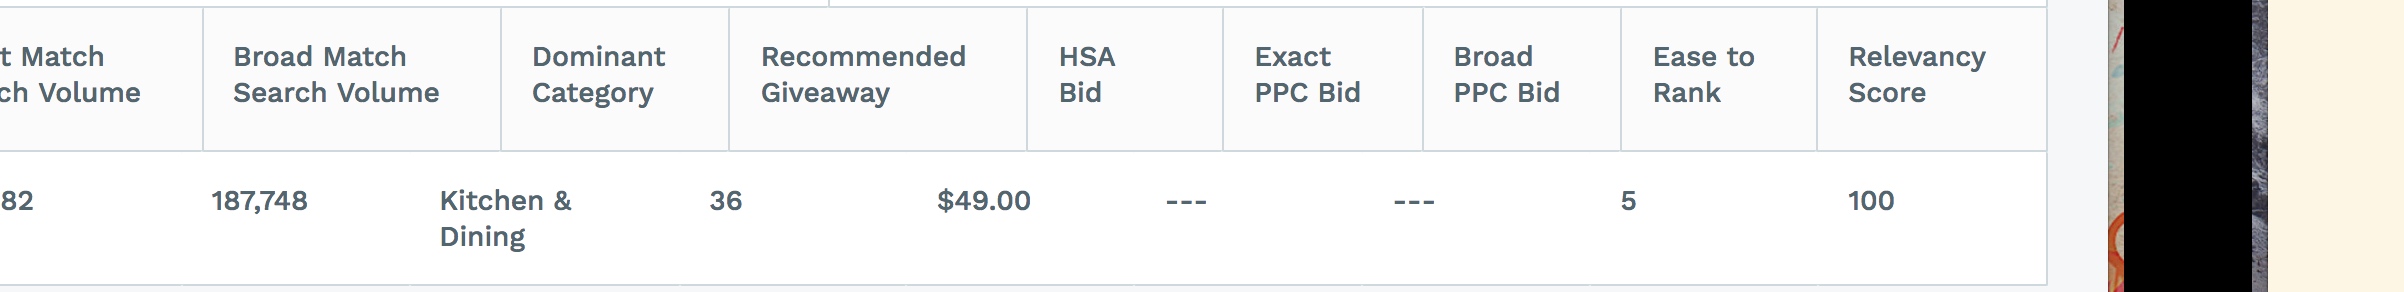 t Match
ch Volume
Broad Match
Search Volume
Dominant
Category
Recommended
Giveaway
HSA
Bid
Exact
PPC Bid
Broad
PPC Bid
Ease to
Rank
Relevancy
Score
82
187,748
Kitchen &
Dining
36
$49.00
---
---
5
100